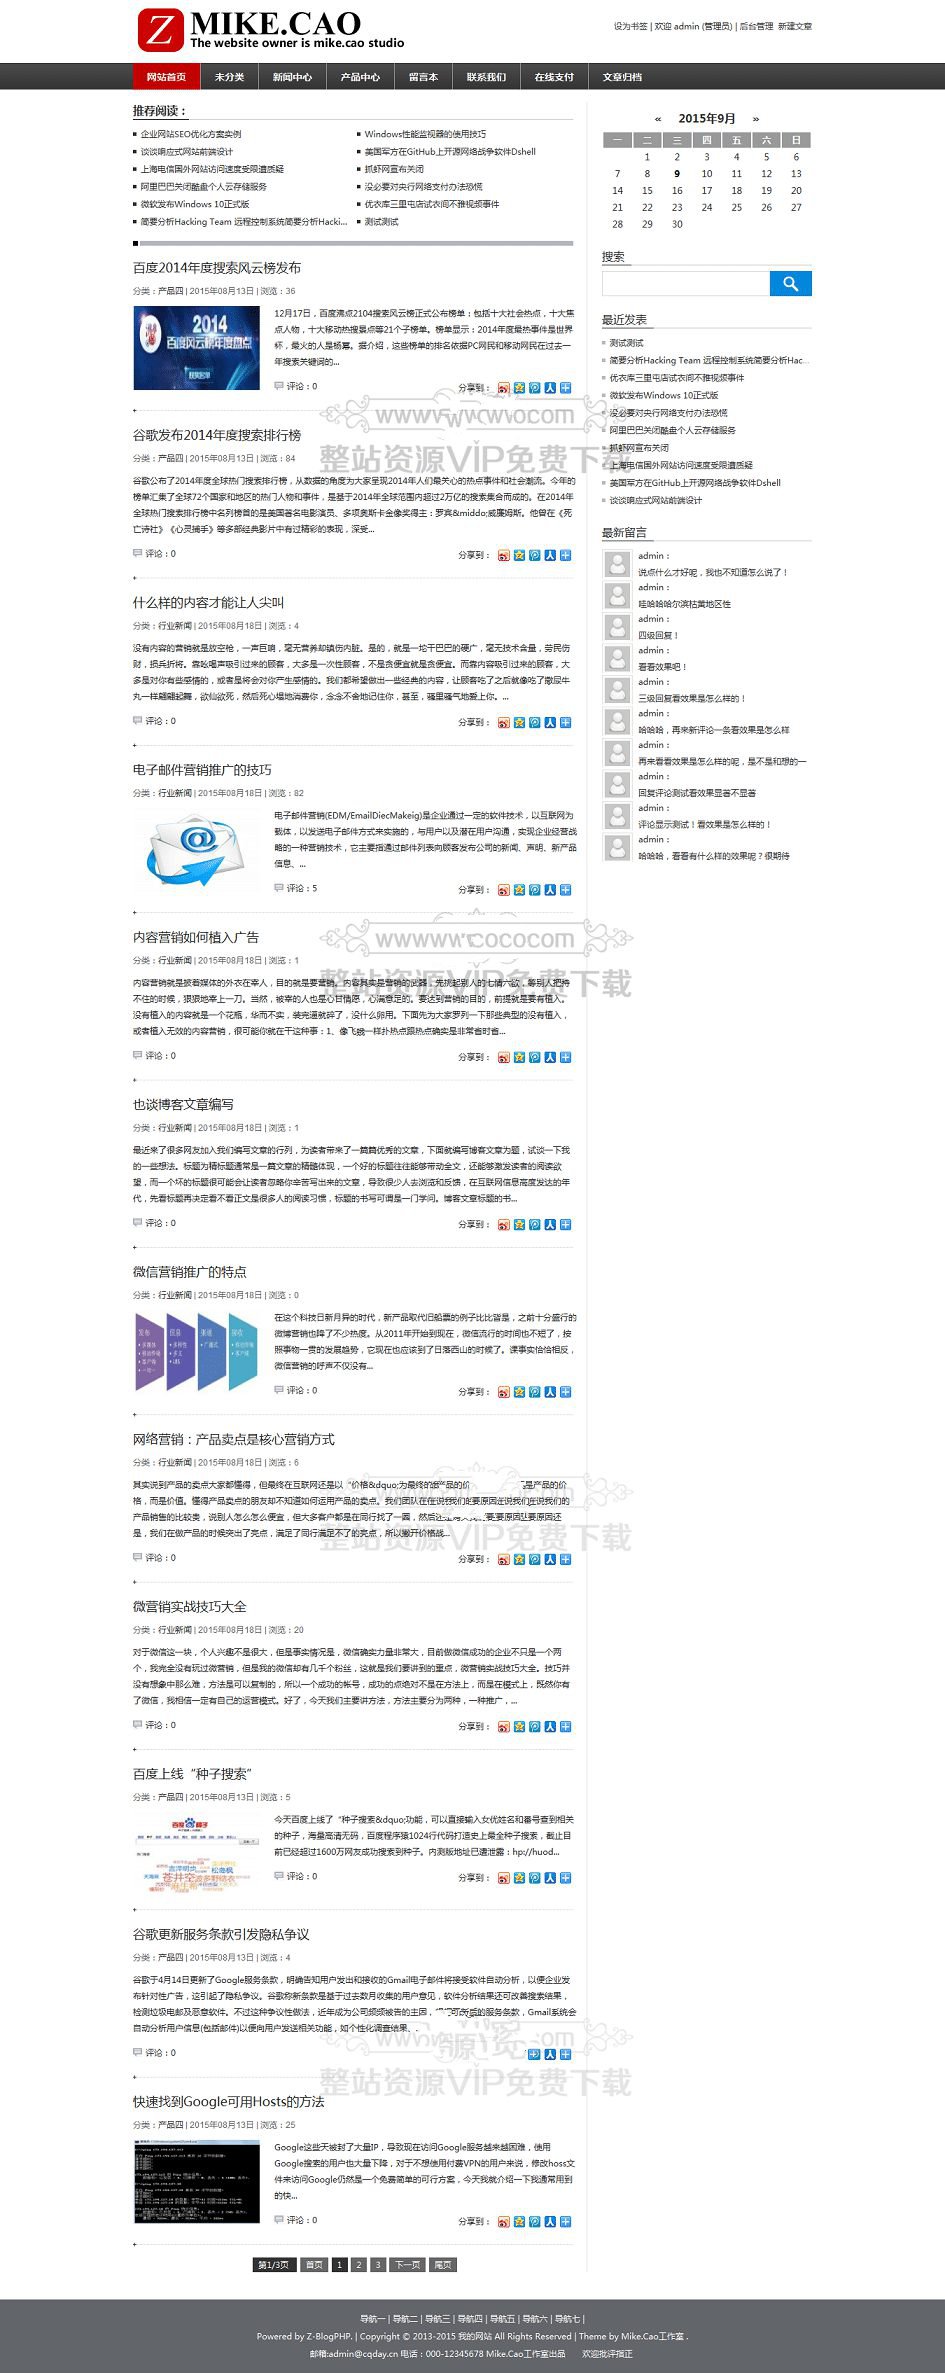 Z MIKE.CAO
The website owner is mike.cao studio
设为书签 | 欢迎 admin (管理员) | 后台管理 新建文章
网站首页 未分类 新闻中心 产品中心 留言本 联系我们 在线支付 文章归档
推荐阅读：
企业网站SEO优化方案实例 Windows性能监视器的使用技巧
谈谈响应式网站前端设计 美国军方在GitHub上开源网络战争软件Dshell
上海电信国外网站访问速度受限遭质疑 抓虾网宣布关闭
阿里巴巴关闭酷盘个人云存储服务 没必要对央行网络支付办法恐慌
微软发布Windows 10正式版 优衣库三里屯店试衣间不雅视频事件
简要分析Hacking Team 远程控制系统简要分析Hacki... 测试测试
百度2014年度搜索风云榜发布
分类：产品四 | 2015年08月13日 | 浏览：36
2014
百度风云榜年度盘点
12月17日，百度沸点2104搜索风云榜正式公布榜单：包括十大社会热点，十大焦
点人物，十大移动热搜景点等21个子榜单。榜单显示：2014年度最热事件是世界
杯，最火的人是杨幂。据介绍，这些榜单的排名依据PC网民和移动网民在过去一
年搜索关键词的...
评论：0 分享到：
谷歌发布2014年度搜索排行榜
分类：产品四 | 2015年08月13日 | 浏览：84
谷歌公布了2014年度全球热门搜索排行榜，从数据的角度为大家呈现2014年人们最关心的热点事件和社会潮流。今年的
榜单汇集了全球72个国家和地区的热门人物和事件，是基于2014年全球范围内超过2万亿的搜索集合而成的。在2014年
全球热门搜索排行榜中名列榜首的是美国著名电影演员、多项奥斯卡金像奖得主：罗宾&middo;威廉姆斯。他曾在《死
亡诗社》《心灵捕手》等多部经典影片中有过精彩的表现，深受...
评论：0 分享到：
什么样的内容才能让人尖叫
分类：行业新闻 | 2015年08月18日 | 浏览：4
没有内容的营销就是放空枪，一声巨响，毫无营养却镇伤内脏。是的，就是一坨干巴巴的硬广，毫无技术含量，劳民伤
财，损兵折将。靠吆喝声吸引过来的顾客，大多是一次性顾客，不是贪便宜就是贪便宜。而靠内容吸引过来的顾客，大
多是对你有些感情的，或者是将会对你产生感情的。我们都希望做出一些经典的内容，让顾客吃了之后就像吃了撒尿牛
丸一样翩翩起舞，欲仙欲死，然后死心塌地消费你，念念不舍地记住你，甚至，骚里骚气地爱上你。...
评论：0 分享到：
电子邮件营销推广的技巧
分类：行业新闻 | 2015年08月18日 | 浏览：82
电子邮件营销(EDM/EmailDiecMakeig)是企业通过一定的软件技术，以互联网为
载体，以发送电子邮件方式来实施的，与用户以及潜在用户沟通，实现企业经营战
略的一种营销技术，它主要指通过邮件列表向顾客发布公司的新闻、声明、新产品
信息、...
评论：5 分享到：
内容营销如何植入广告
分类：行业新闻 | 2015年08月18日 | 浏览：1
内容营销就是披着媒体的外衣在牵人，目的就是要营销。内容其实是营销的武器，先挑起别人的七情六欲，等别人把持
不住的时候，狠狠地牵上一刀。当然，被宰的人也是心甘情愿，心满意足的。要达到营销的目的，前提就是要有植入。
没有植入的内容就是一个花瓶，华而不实，装完逼就碎了，没什么卵用。下面先为大家罗列一下那些典型的没有植入，
或者植入无效的内容营销，很可能你就在干这种事：1、像飞蛾一样扑热点跟热点确实是非常省时省...
评论：0 分享到：
也谈博客文章编写
分类：行业新闻 | 2015年08月18日 | 浏览：1
最近来了很多网友加入我们编写文章的行列，为读者带来了一篇篇优秀的文章，下面就编写博客文章为题，试谈一下我
的一些想法。标题为精标题通常是一篇文章的精髓体现，一个好的标题往往能够带动全文，还能够激发读者的阅读欲
望，而一个坏的标题很可能会让读者忽略你辛苦写出来的文章，导致很少人去浏览和反馈，在互联网信息高度发达的年
代，先看标题再决定看不看正文是很多人的阅读习惯，标题的书写可谓是一门学问。博客文章标题的书...
评论：0 分享到：
微信营销推广的特点
分类：行业新闻 | 2015年08月18日 | 浏览：0
在这个科技日新月异的时代，新产品取代旧船票的例子比比皆是，之前十分盛行的
微博营销也降了不少热度。从2011年开始到现在，微信流行的时间也不短了，按
照事物一贯的发展趋势，它现在也应该到了日落西山的时候了。课事实恰恰相反，
微信营销的呼声不仅没有...
评论：0 分享到：
网络营销：产品卖点是核心营销方式
分类：行业新闻 | 2015年08月18日 | 浏览：6
其实说到产品的卖点大家都懂得，但最终在互联网还是以“价格&dquo;为最终的 产品的价 是产品的价
格，而是价值。懂得产品卖点的朋友却不知道如何运用产品的卖点。我们团队在
产品销售的比较类，说别人怎么怎么便宜，但大多客户都是在同行找了一圈，然后
是，我们在做产品的时候突出了亮点，满足了同行满足不了的亮点，所以撇开价格战...
评论：0 分享到：
微营销实战技巧大全
分类：行业新闻 | 2015年08月18日 | 浏览：20
对于微信这一块，个人兴趣不是很大，但是事实情况是，微信确实力量非常大，目前做微信成功的企业不只是一个两
个，我完全没有玩过微营销，但是我的微信却有几千个粉丝，这就是我们要讲到的重点，微营销实战技巧大全。技巧并
没有想象中那么难，方法是可以复制的，所以一个成功的帐号，成功的点绝对不是在方法上，而是在模式上，既然你有
了微信，我相信一定有自己的运营模式。好了，今天我们主要讲方法，方法主要分为两种，一种推广，...
评论：0 分享到：
百度上线“种子搜索”
分类：产品四 | 2015年08月13日 | 浏览：5
今天百度上线了“种子搜索&dquo;功能，可以直接输入女优姓名和番号查到相关
的种子，海量高清无码，百度程序猿1024行代码打造史上最全种子搜索，截止目
前已经超过1600万网友成功搜索到种子。内测版地址已遭泄露：hp://huod...
评论：0 分享到：
谷歌更新服务条款引发隐私争议
分类：产品四 | 2015年08月13日 | 浏览：4
谷歌于4月14日更新了Google服务条款，明确告知用户发出和接收的Gmail电子邮件将接受软件自动分析，以便企业发
布针对性广告，这引起了隐私争议。谷歌称新条款是基于过去数月收集的用户意见，软件分析结果还可改善搜索结果，
检测垃圾电邮及恶意软件。不过这种争议性做法，近年成为公司频频被告的主因， 后的服务条款，Gmail系统会
自动分析用户信息(包括邮件)以便向用户发送相关功能，如个性化调查结果、.
评论：0
快速找到Google可用Hosts的方法
分类：产品四 | 2015年08月13日 | 浏览：25
Google这些天被封了大量IP，导致现在访问Google服务越来越困难，使用
Google搜索的用户也大量下降，对于不想使用付费VPN的用户来说，修改hoss文
件来访问Google仍然是一个免费简单的可行方案，今天我就介绍一下我通常用到
的快...
评论：0 分享到：
第1/3页 首页 1 2 3 下一页 尾页
« 2015年9月 »
一 二 三 四 五 六 日
1 2 3 4 5 6
7 8 9 10 11 12 13
14 15 16 17 18 19 20
21 22 23 24 25 26 27
28 29 30
搜索
最近发表
测试测试
简要分析Hacking Team 远程控制系统简要分析Hac...
优衣库三里屯店试衣间不雅视频事件
微软发布Windows 10正式版
没必要对央行网络支付办法恐慌
阿里巴巴关闭酷盘个人云存储服务
抓虾网宣布关闭
上海电信国外网站访问速度受限遭质疑
美国军方在GitHub上开源网络战争软件Dshell
谈谈响应式网站前端设计
最新留言
admin：
说点什么才好呢，我也不知道怎么说了！
admin：
哇哈哈哈尔滨枯黄地区性
admin：
四级回复！
admin：
看看效果吧！
admin：
三级回复看效果是怎么样的！
admin：
哈哈哈，再来新评论一条看效果是怎么样
admin：
再来看看效果是怎么样的呢，是不是和想的一
admin：
回复评论测试看效果显著不显著
admin：
评论显示测试！看效果是怎么样的！
admin：
哈哈哈，看看有什么样的效果呢？很期待
整站资源VIP免费下载
整站资源VIP免费下载
整站资源VIP免费下载
整站资源VIP免费下载
导航一 | 导航二 | 导航三 | 导航四 | 导航五 | 导航六 | 导航七 |
Powered by Z-BlogPHP. | Copyright © 2013-2015 我的网站 All Rights Reserved | Theme by Mike.Cao工作室 .
邮箱:admin@cqday.cn 电话：000-12345678 Mike.Cao工作室出品 欢迎批评指正